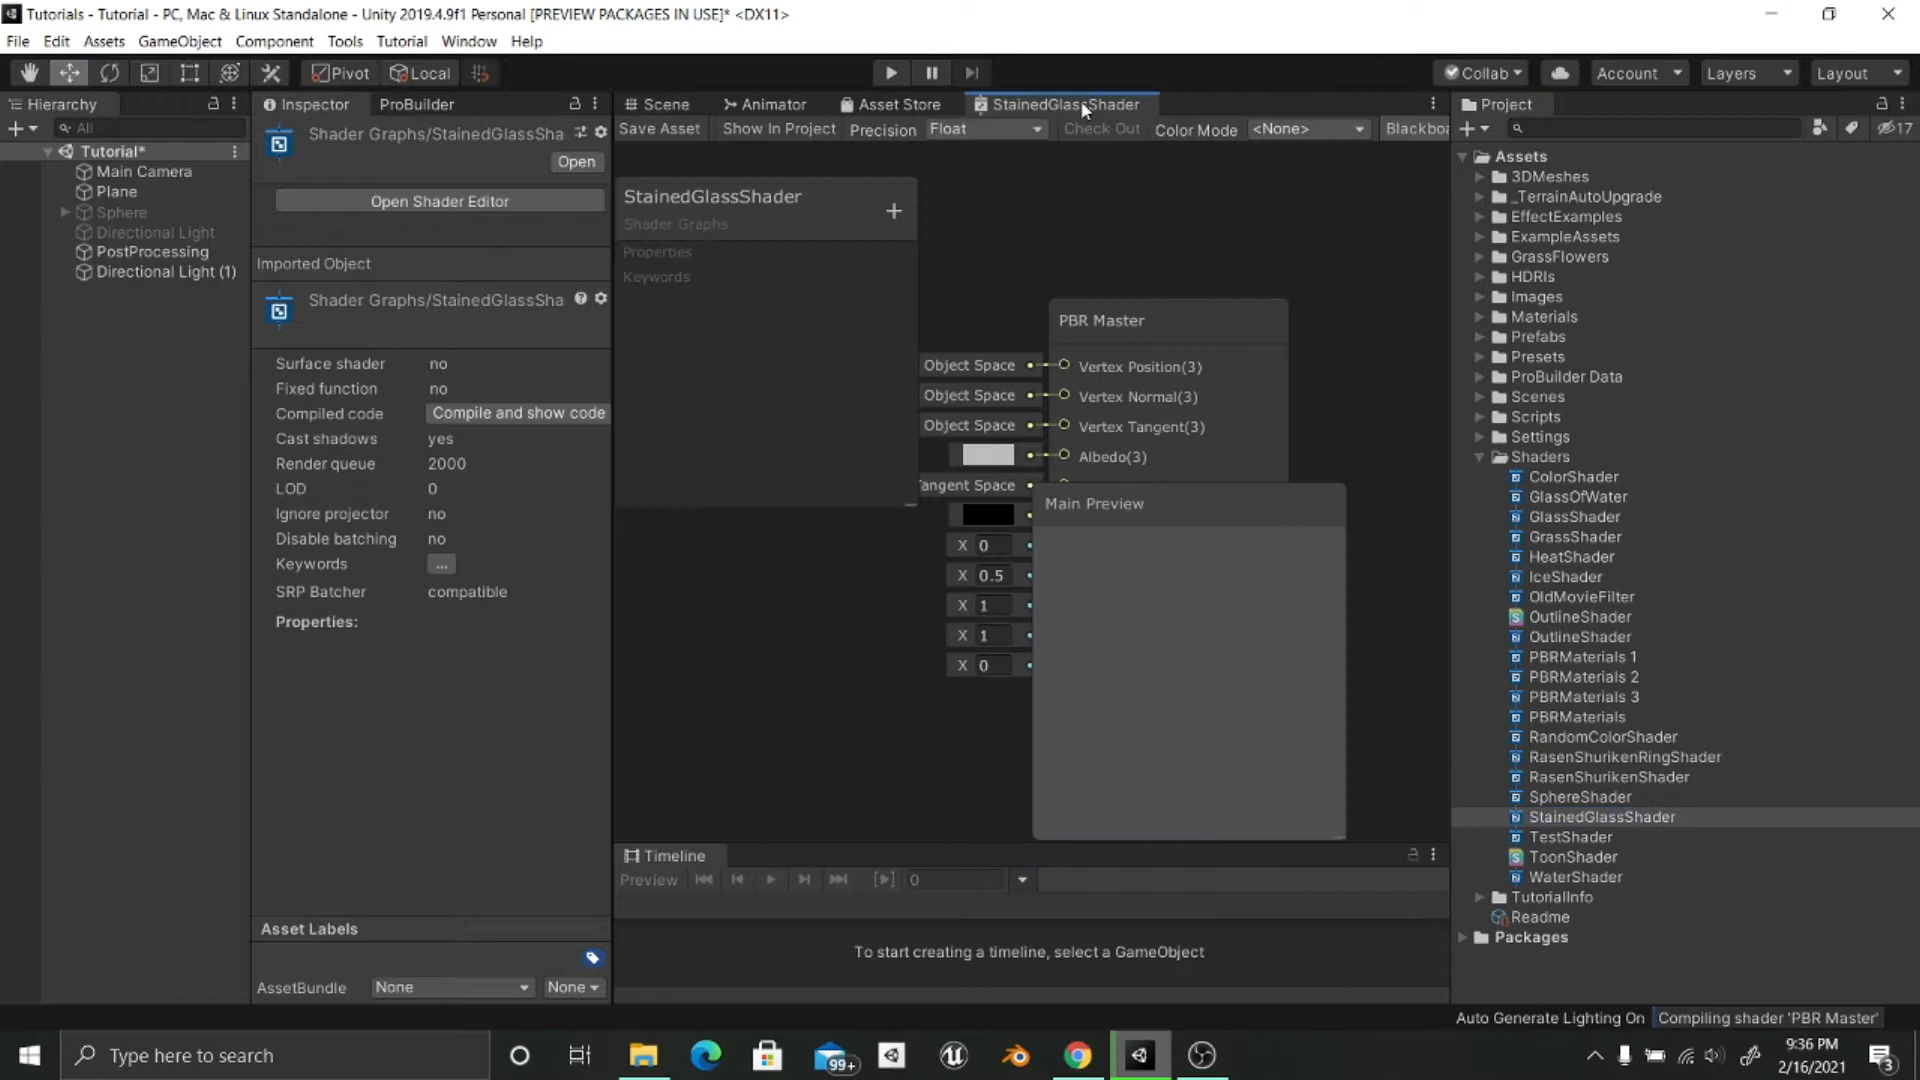 Tutorials - Tutorial - PC, Mac & Linux Standalone - Unity 2019.4.9f1 Personal [PREVIEW PACKAGES IN USE]* <DX11>
File Edit Assets GameObject Component Tools Tutorial Window Help
Pivot Local Collab Account Layers Layout
Hierarchy
All
Tutorial*
Main Camera
Plane
Sphere
Directional Light
PostProcessing
Directional Light (1)
Inspector ProBuilder
Shader Graphs/StainedGlassSha
Open
Open Shader Editor
Imported Object
Shader Graphs/StainedGlassSha
Surface shader no
Fixed function no
Compiled code Compile and show code
Cast shadows yes
Render queue 2000
LOD 0
Ignore projector no
Disable batching no
Keywords ...
SRP Batcher compatible
Properties:
Asset Labels
AssetBundle None None
Scene Animator Asset Store StainedGlassShader
Save Asset Show In Project Precision Float Check Out Color Mode <None> Blackboa
StainedGlassShader
Shader Graphs
Properties
Keywords
PBR Master
Object Space Vertex Position(3)
Object Space Vertex Normal(3)
Object Space Vertex Tangent(3)
Albedo(3)
Tangent Space
Main Preview
X 0
X 0.5
X 1
X 1
X 0
Timeline
Preview 0
To start creating a timeline, select a GameObject
Project
17
Assets
3DMeshes
_TerrainAutoUpgrade
EffectExamples
ExampleAssets
GrassFlowers
HDRIs
Images
Materials
Prefabs
Presets
ProBuilder Data
Scenes
Scripts
Settings
Shaders
ColorShader
GlassOfWater
GlassShader
GrassShader
HeatShader
IceShader
OldMovieFilter
OutlineShader
OutlineShader
PBRMaterials 1
PBRMaterials 2
PBRMaterials 3
PBRMaterials
RandomColorShader
RasenShurikenRingShader
RasenShurikenShader
SphereShader
StainedGlassShader
TestShader
ToonShader
WaterShader
TutorialInfo
Readme
Packages
Auto Generate Lighting On Compiling shader 'PBR Master'
Type here to search
99+
9:36 PM
2/16/2021
3